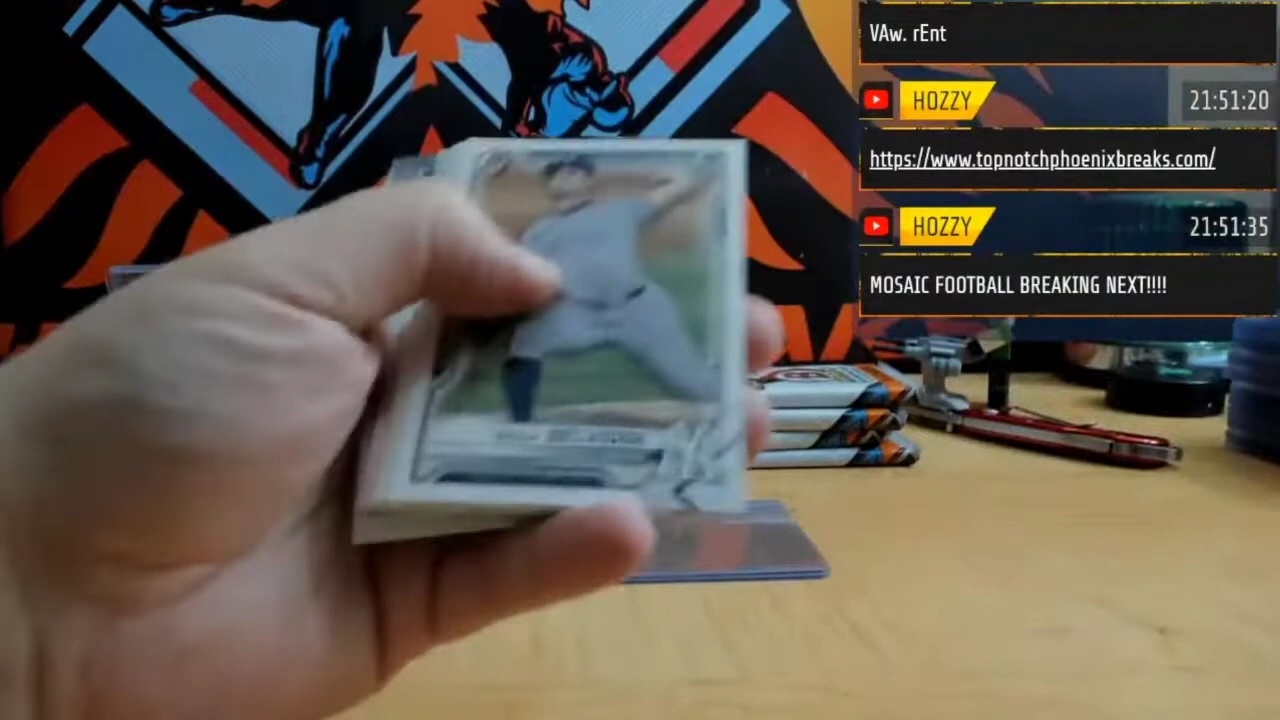 VAw. rEnt
HOZZY
21:51:20
https://www.topnotchphoenixbreaks.com/
HOZZY
21:51:35
MOSAIC FOOTBALL BREAKING NEXT!!!!